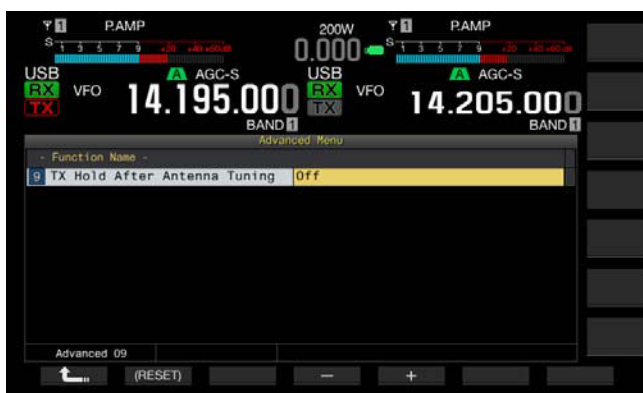 1 P.AMP 200W 1 P.AMP
S 1 3 5 7 9 +20 +40 +60dB 0.000 S 1 3 5 7 9 +20 +40 +60dB
USB A AGC-S USB A AGC-S
RX VFO 14.195.000 RX VFO 14.205.000
TX TX
BAND 1 BAND 1
Advanced Menu
- Function Name -
9 TX Hold After Antenna Tuning Off
Advanced 09
(RESET) − +